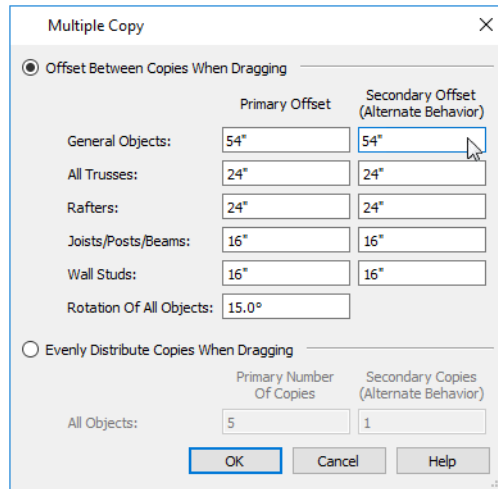 Multiple Copy
Offset Between Copies When Dragging
Primary Offset
Secondary Offset
(Alternate Behavior)
General Objects: 54" 54"
All Trusses: 24" 24"
Rafters: 24" 24"
Joists/Posts/Beams: 16" 16"
Wall Studs: 16" 16"
Rotation Of All Objects: 15.0°
Evenly Distribute Copies When Dragging
Primary Number
Of Copies
Secondary Copies
(Alternate Behavior)
All Objects: 5 1
OK Cancel Help